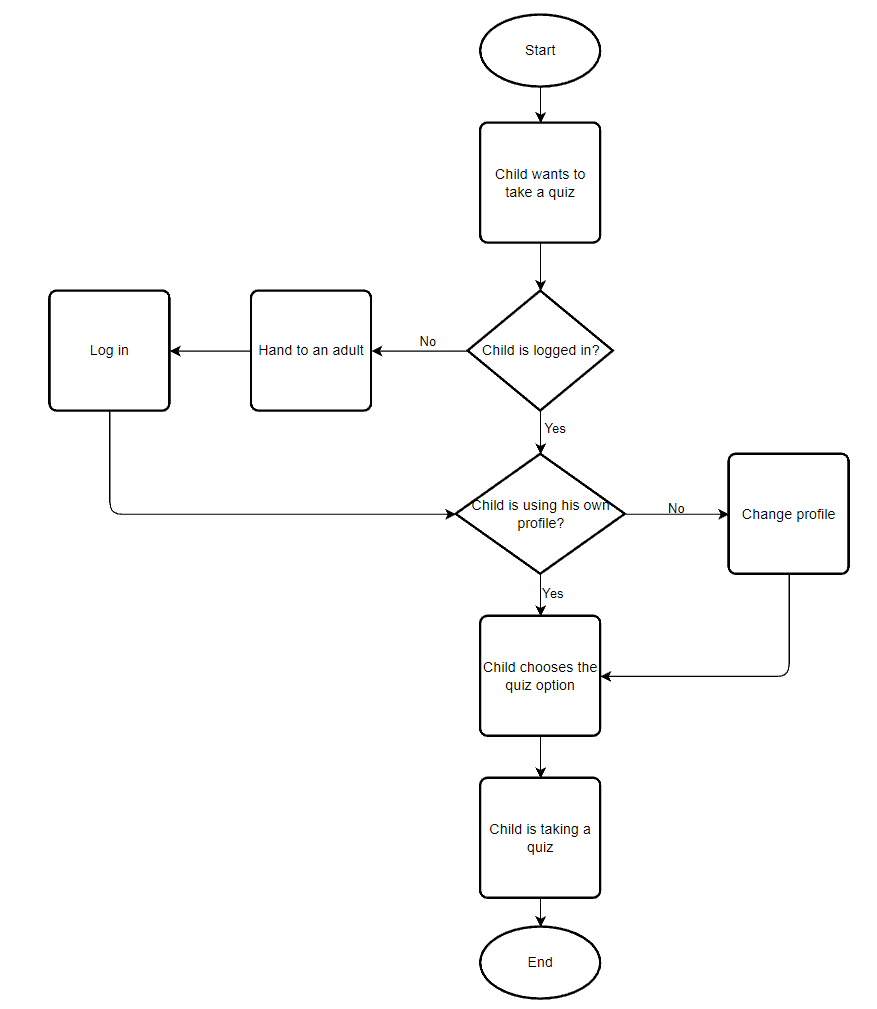 Start
Child wants to
take a quiz
Log in
Hand to an adult
No
Child is logged in?
Yes
Child is using his own
profile?
No
Change profile
Yes
Child chooses the
quiz option
Child is taking a
quiz
End